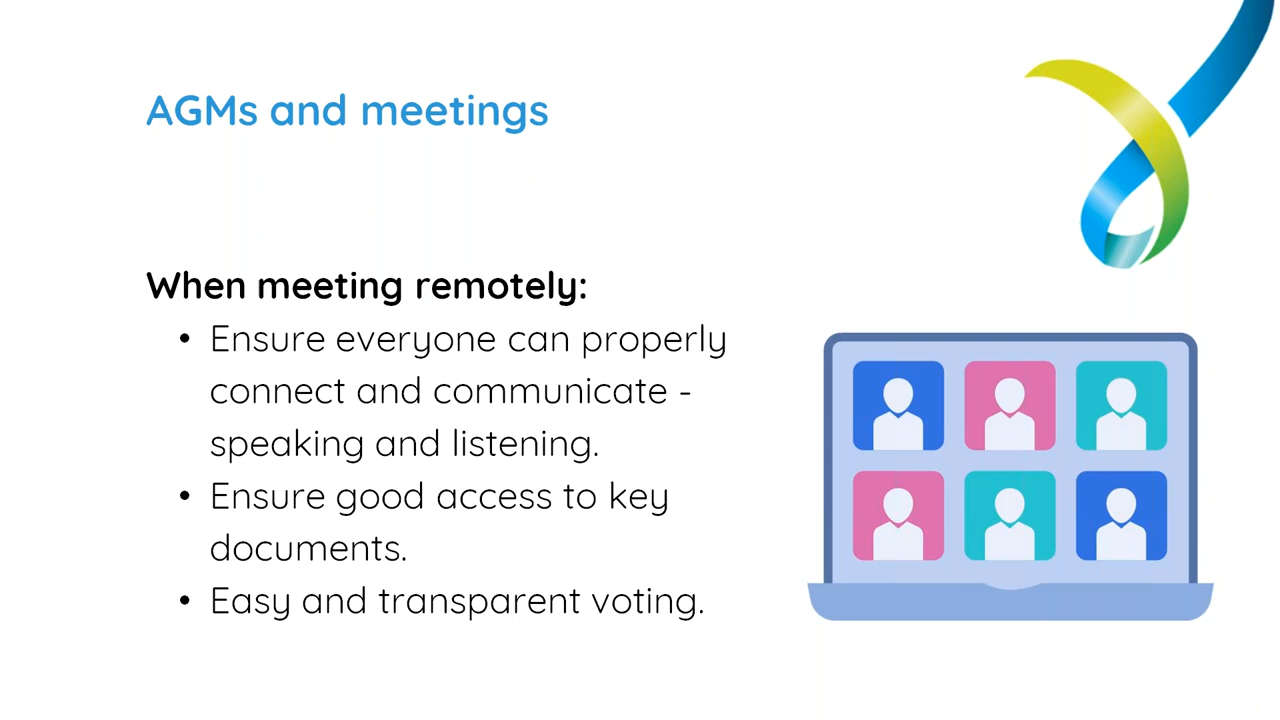 AGMs and meetings
When meeting remotely:
• Ensure everyone can properly
connect and communicate -
speaking and listening.
• Ensure good access to key
documents.
• Easy and transparent voting.